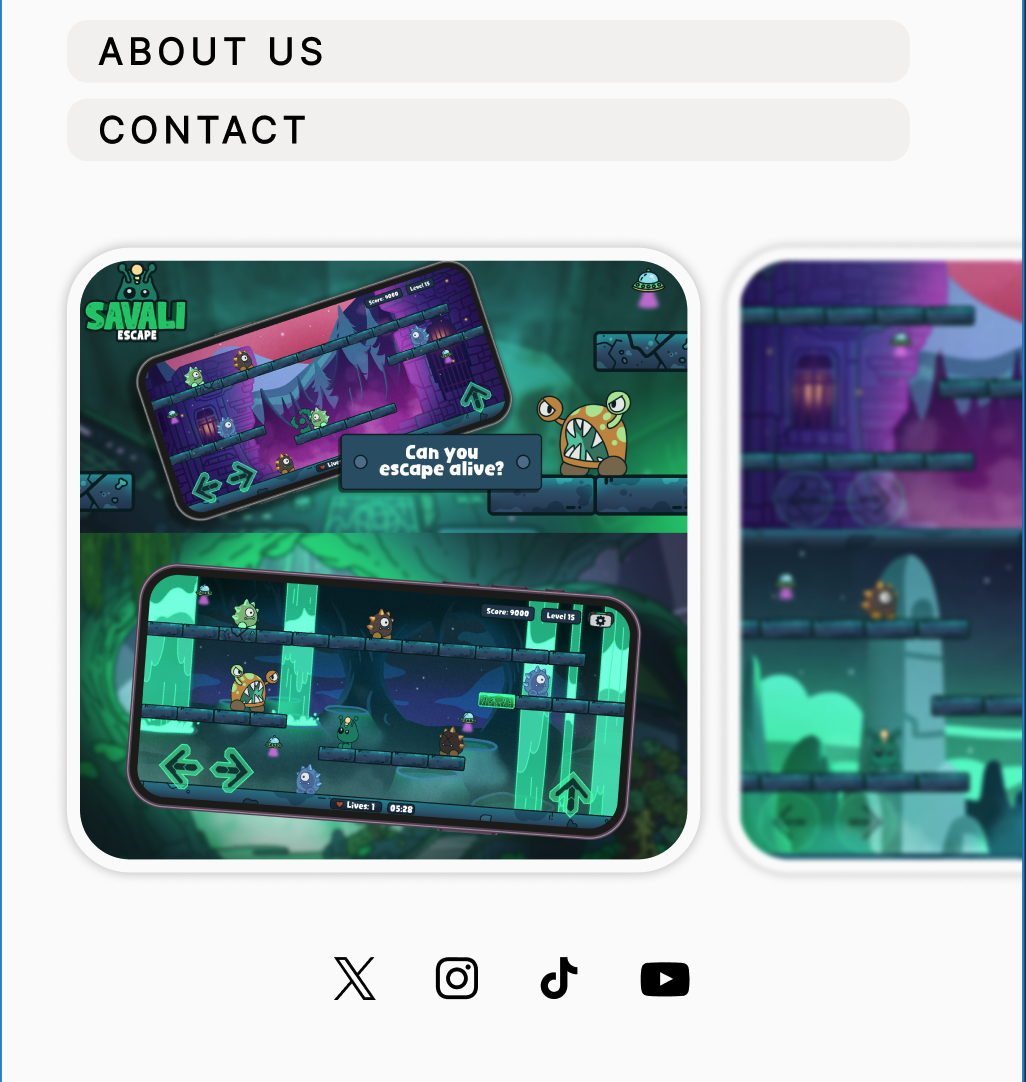 ABOUT US
CONTACT
SAVALI
ESCAPE
Score: 9000
Level 15
Can you
escape alive?
Score: 9000
Level 15
Lives: 1
05:28